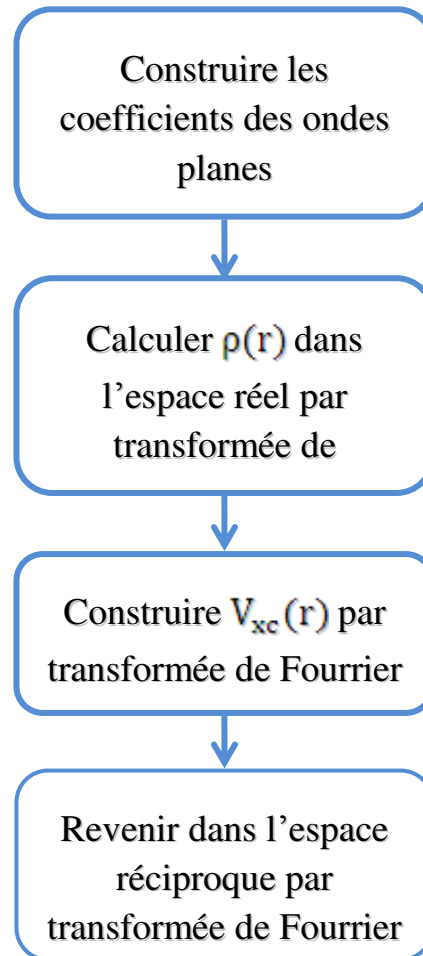 Construire les
coefficients des ondes
planes
Calculer ρ(r) dans
l’espace réel par
transformée de
Construire V_xc(r) par
transformée de Fourrier
Revenir dans l’espace
réciproque par
transformée de Fourrier